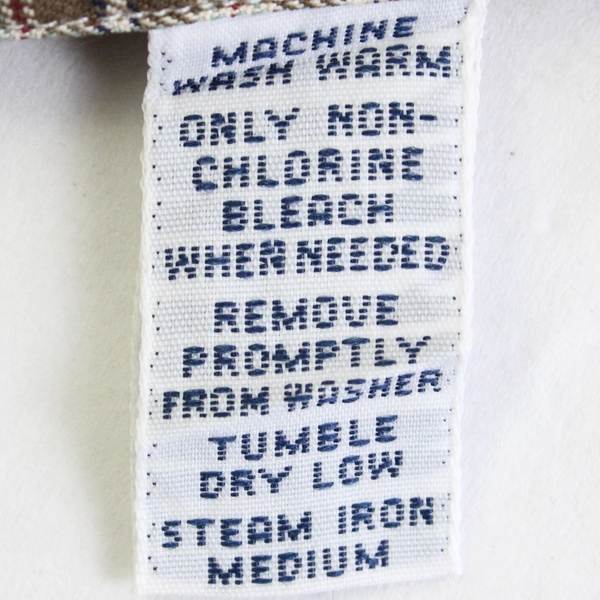 MACHINE
WASH WARM
ONLY NON-
CHLORINE
BLEACH
WHEN NEEDED
REMOVE
PROMPTLY
FROM WASHER
TUMBLE
DRY LOW
STEAM IRON
MEDIUM